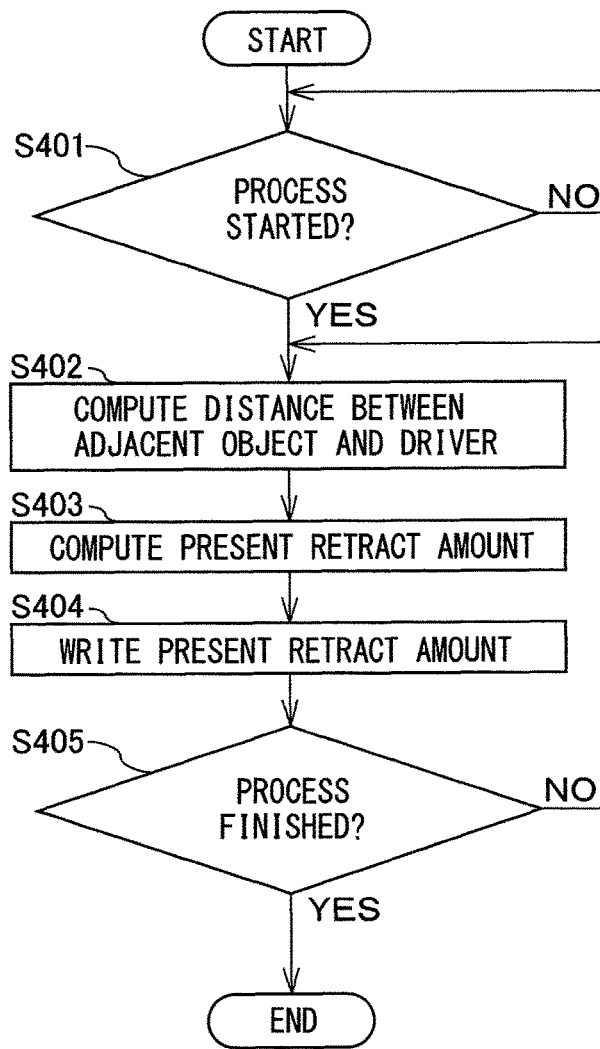 START
S401
PROCESS
STARTED?
NO
YES
S402
COMPUTE DISTANCE BETWEEN
ADJACENT OBJECT AND DRIVER
S403
COMPUTE PRESENT RETRACT AMOUNT
S404
WRITE PRESENT RETRACT AMOUNT
S405
PROCESS
FINISHED?
NO
YES
END